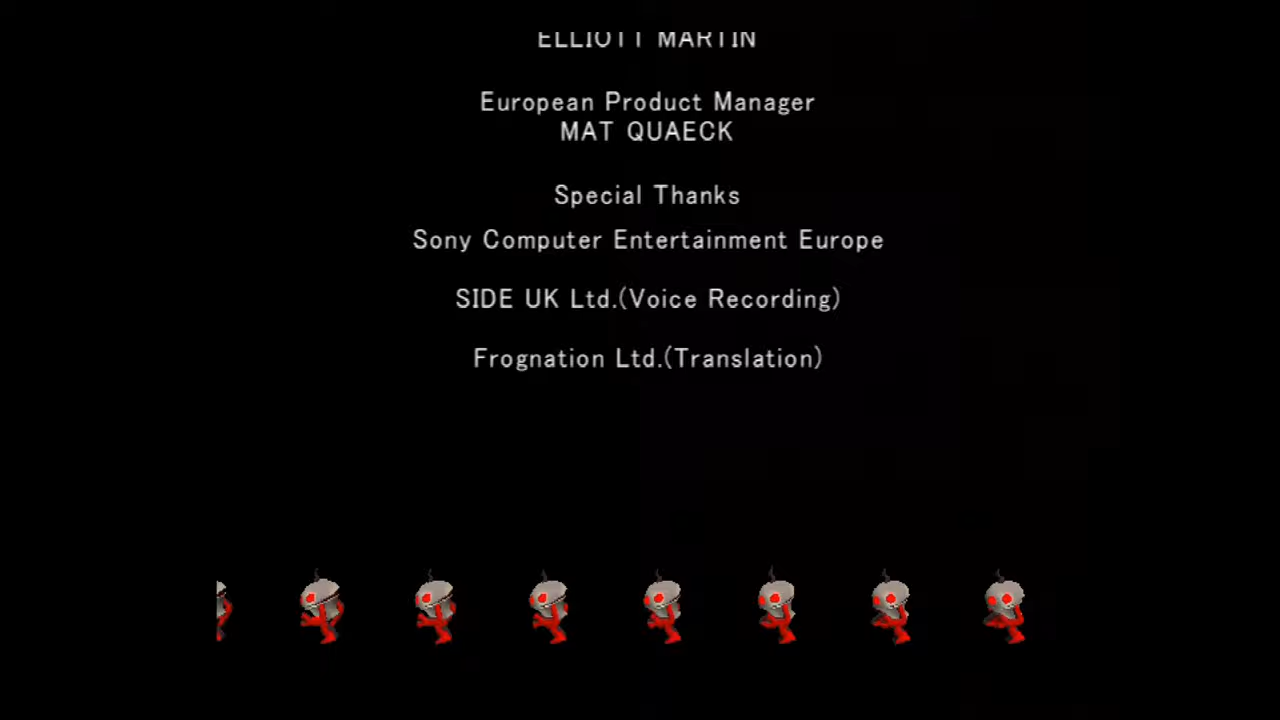 ELLIOTT MARTIN
European Product Manager
MAT QUAECK
Special Thanks
Sony Computer Entertainment Europe
SIDE UK Ltd.(Voice Recording)
Frognation Ltd.(Translation)